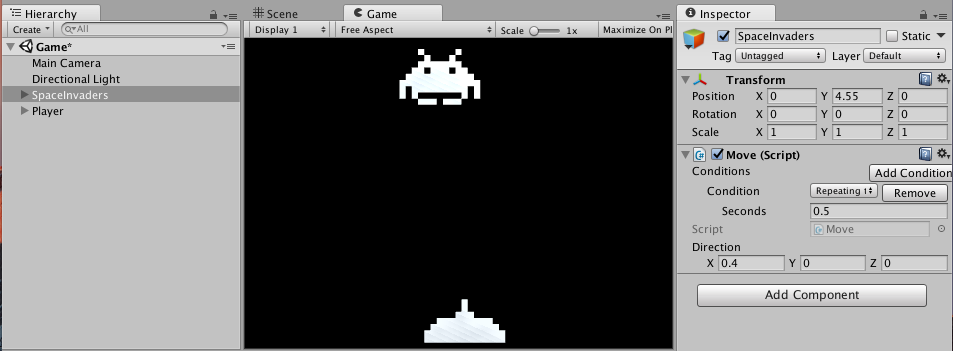 Hierarchy
Create
All
Game*
Main Camera
Directional Light
SpaceInvaders
Player
Scene
Game
Display 1
Free Aspect
Scale
1x
Maximize On Pl
Inspector
SpaceInvaders
Static
Tag Untagged
Layer Default
Transform
Position X 0 Y 4.55 Z 0
Rotation X 0 Y 0 Z 0
Scale X 1 Y 1 Z 1
C# Move (Script)
Conditions
Add Condition
Condition Repeating t Remove
Seconds 0.5
Script Move
Direction
X 0.4 Y 0 Z 0
Add Component